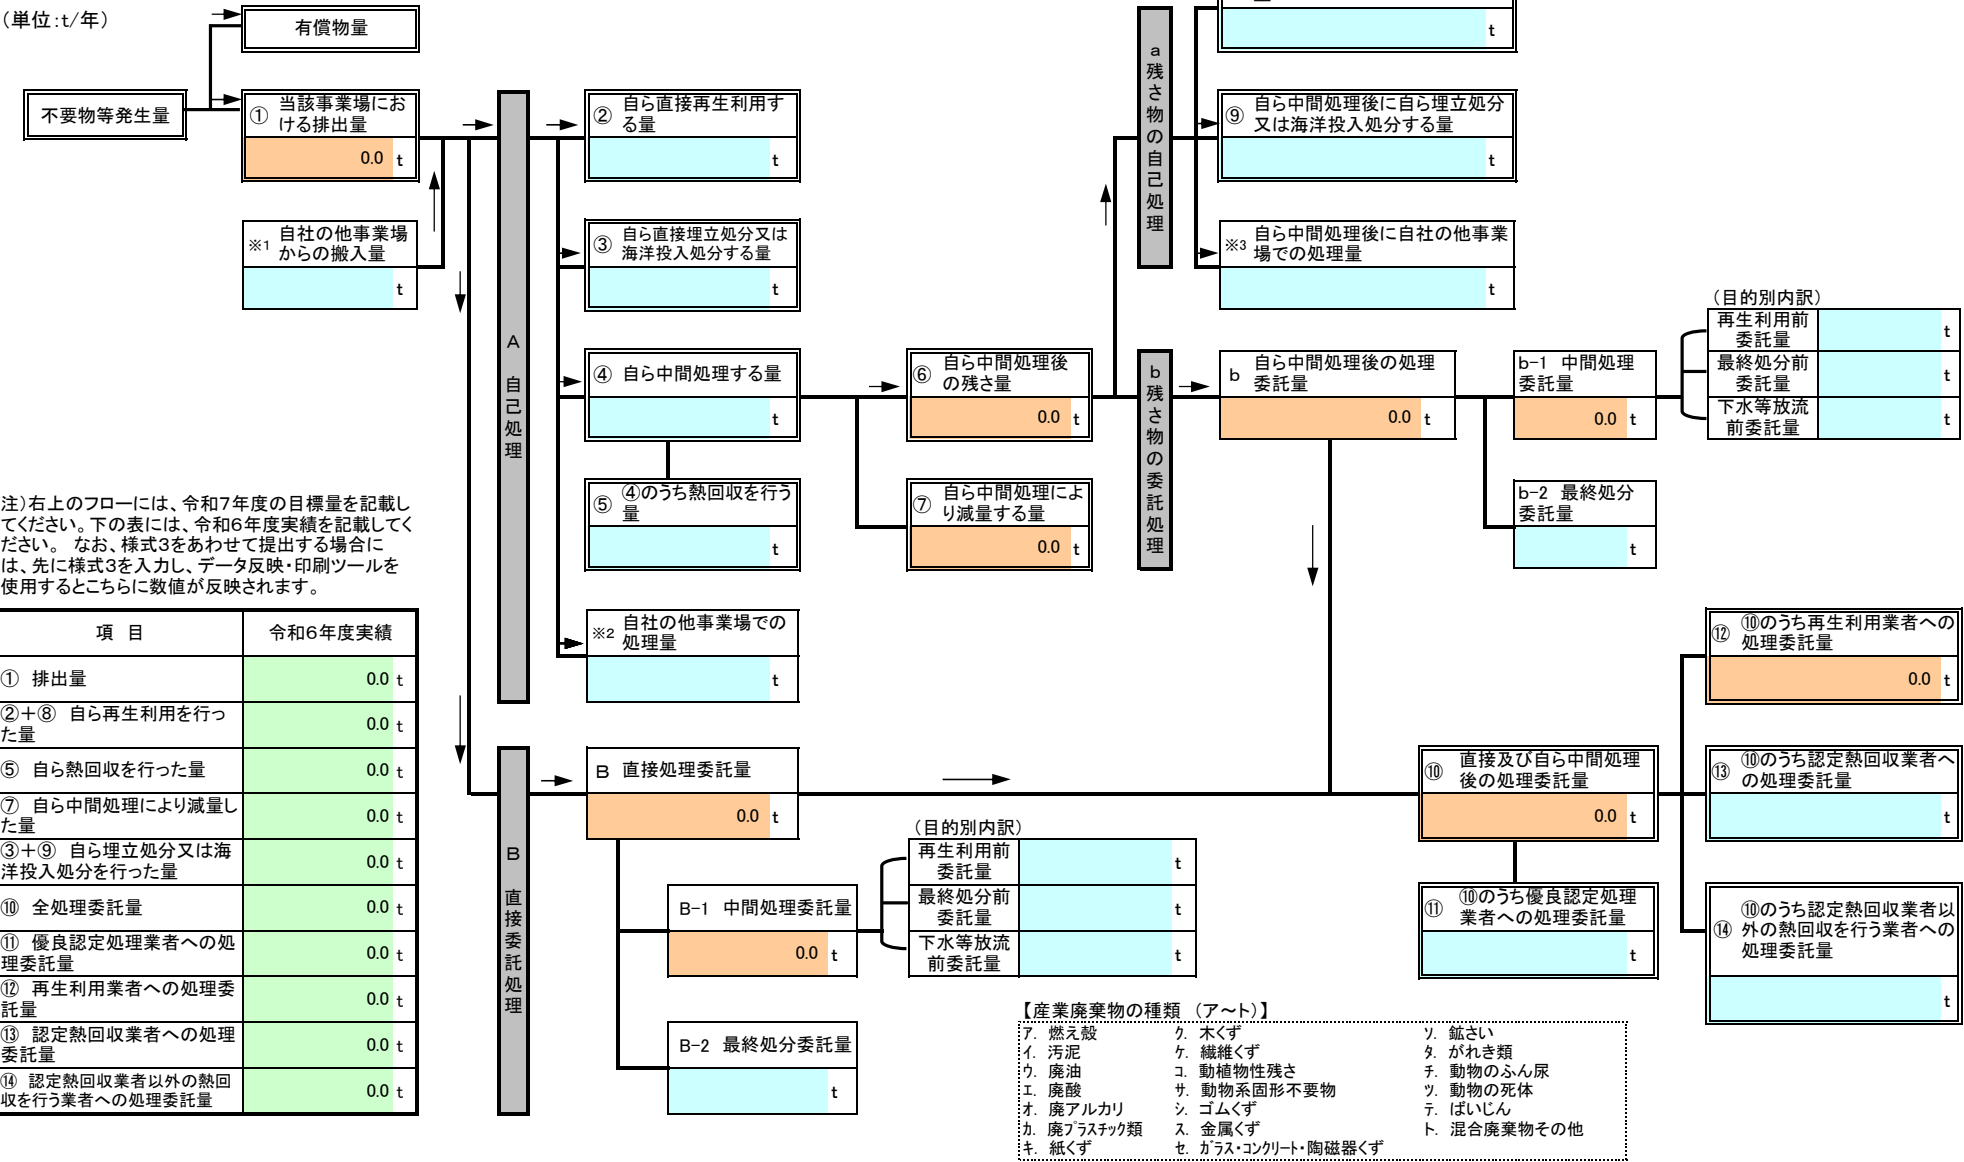 （単位:t/年）
有償物量
不要物等発生量
① 当該事業場にお
ける排出量
0.0 t
※1 自社の他事業場
からの搬入量
t
A 自己処理
② 自ら直接再生利用す
る量
t
③ 自ら直接埋立処分又は
海洋投入処分する量
t
④ 自ら中間処理する量
t
⑤ ④のうち熱回収を行う
量
t
※2 自社の他事業場での
処理量
t
⑥ 自ら中間処理後
の残さ量
0.0 t
⑦ 自ら中間処理によ
り減量する量
0.0 t
a 残さ物の自己処理
t
⑨ 自ら中間処理後に自ら埋立処分
又は海洋投入処分する量
t
※3 自ら中間処理後に自社の他事業
場での処理量
t
b 残さ物の委託処理
b 自ら中間処理後の処理
委託量
0.0 t
b-1 中間処理
委託量
0.0 t
b-2 最終処分
委託量
t
（目的別内訳）
再生利用前
委託量
t
最終処分前
委託量
t
下水等放流
前委託量
t
注）右上のフローには、令和７年度の目標量を記載し
てください。下の表には、令和６年度実績を記載してく
ださい。 なお、様式３をあわせて提出する場合に
は、先に様式３を入力し、データ反映・印刷ツールを
使用するとこちらに数値が反映されます。
項 目 令和６年度実績
① 排出量 0.0 t
②＋⑧ 自ら再生利用を行っ
た量 0.0 t
⑤ 自ら熱回収を行った量 0.0 t
⑦ 自ら中間処理により減量し
た量 0.0 t
③＋⑨ 自ら埋立処分又は海
洋投入処分を行った量 0.0 t
⑩ 全処理委託量 0.0 t
⑪ 優良認定処理業者への処
理委託量 0.0 t
⑫ 再生利用業者への処理委
託量 0.0 t
⑬ 認定熱回収業者への処理
委託量 0.0 t
⑭ 認定熱回収業者以外の熱回
収を行う業者への処理委託量 0.0 t
B 直接委託処理
B 直接処理委託量
0.0 t
B-1 中間処理委託量
0.0 t
B-2 最終処分委託量
t
（目的別内訳）
再生利用前
委託量
t
最終処分前
委託量
t
下水等放流
前委託量
t
⑩ 直接及び自ら中間処理
後の処理委託量
0.0 t
⑪ ⑩のうち優良認定処理
業者への処理委託量
t
⑫ ⑩のうち再生利用業者への
処理委託量
0.0 t
⑬ ⑩のうち認定熱回収業者へ
の処理委託量
t
⑭ ⑩のうち認定熱回収業者以
外の熱回収を行う業者への
処理委託量
t
【産業廃棄物の種類 （ア～ト）】
ア. 燃え殻 ク. 木くず ソ. 鉱さい
イ. 汚泥 ケ. 繊維くず タ. がれき類
ウ. 廃油 コ. 動植物性残さ チ. 動物のふん尿
エ. 廃酸 サ. 動物系固形不要物 ツ. 動物の死体
オ. 廃アルカリ シ. ゴムくず テ. ばいじん
カ. 廃プラスチック類 ス. 金属くず ト. 混合廃棄物その他
キ. 紙くず セ. ガラス・コンクリート・陶磁器くず